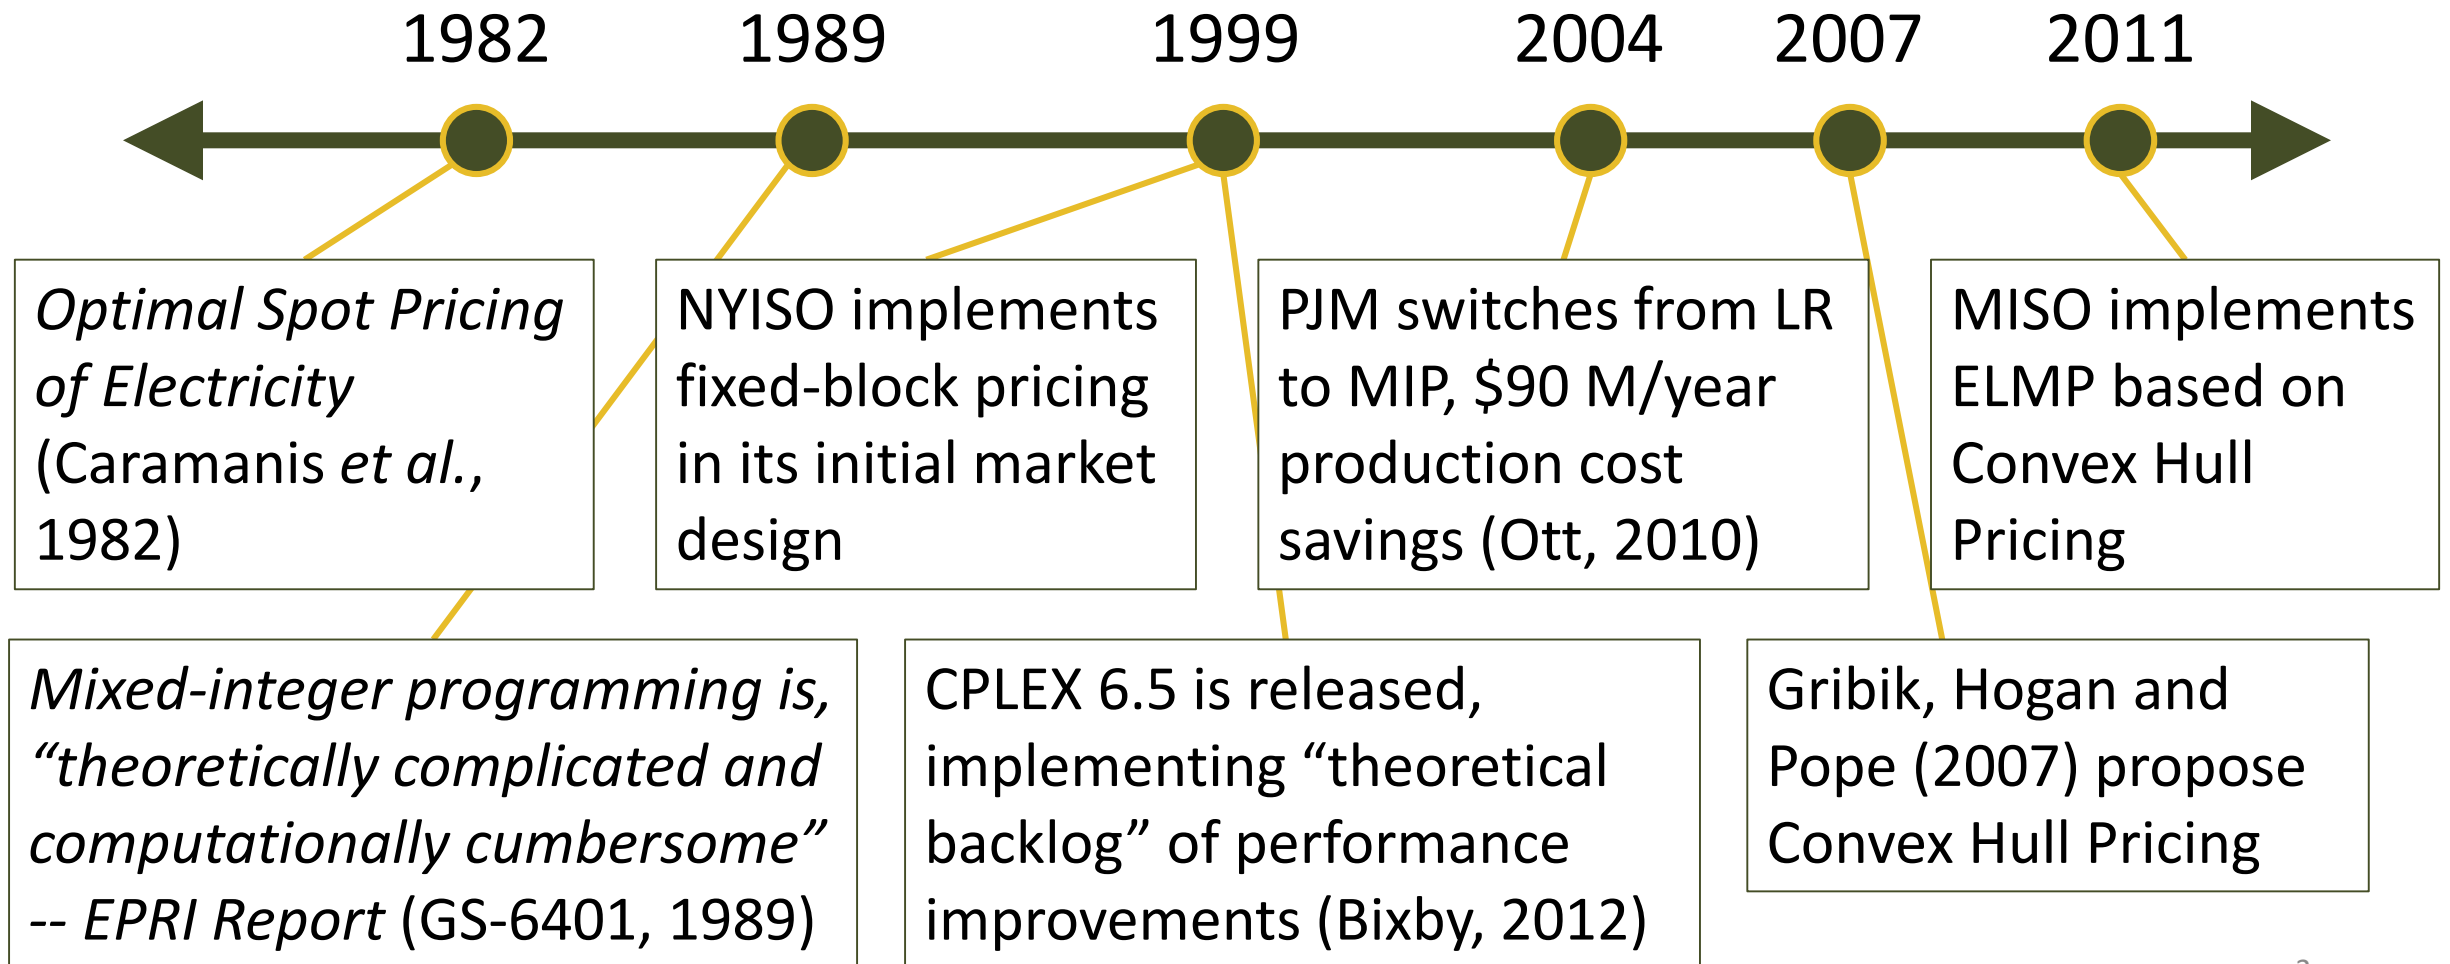 1982 1989 1999 2004 2007 2011
Optimal Spot Pricing
of Electricity
(Caramanis et al.,
1982)
NYISO implements
fixed-block pricing
in its initial market
design
PJM switches from LR
to MIP, $90 M/year
production cost
savings (Ott, 2010)
MISO implements
ELMP based on
Convex Hull
Pricing
Mixed-integer programming is,
“theoretically complicated and
computationally cumbersome”
-- EPRI Report (GS-6401, 1989)
CPLEX 6.5 is released,
implementing “theoretical
backlog” of performance
improvements (Bixby, 2012)
Gribik, Hogan and
Pope (2007) propose
Convex Hull Pricing